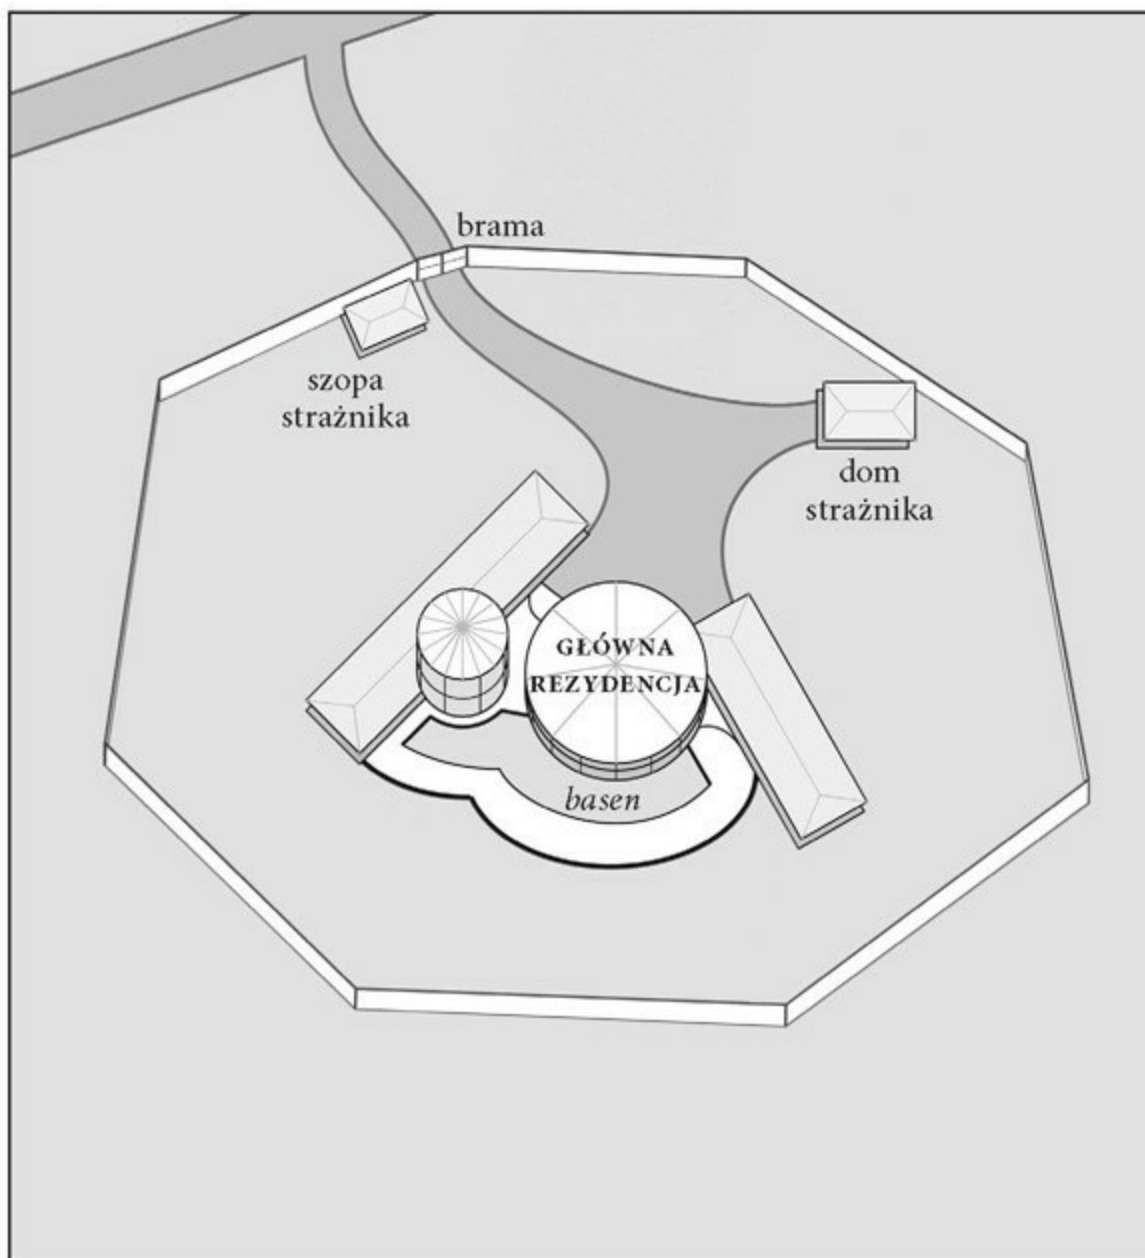 brama
szopa
strażnika
dom
strażnika
GŁÓWNA
REZYDENCJA
basen